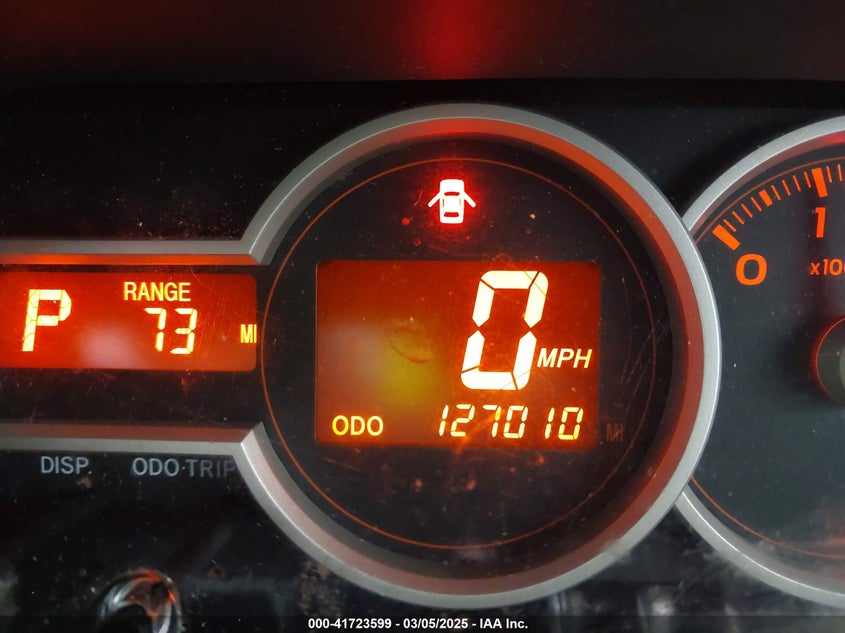 P
RANGE
73 MI
0 MPH
ODO 127010 MI
DISP. ODO·TRIP
0
1
000-41723599 - 03/05/2025 - IAA Inc.